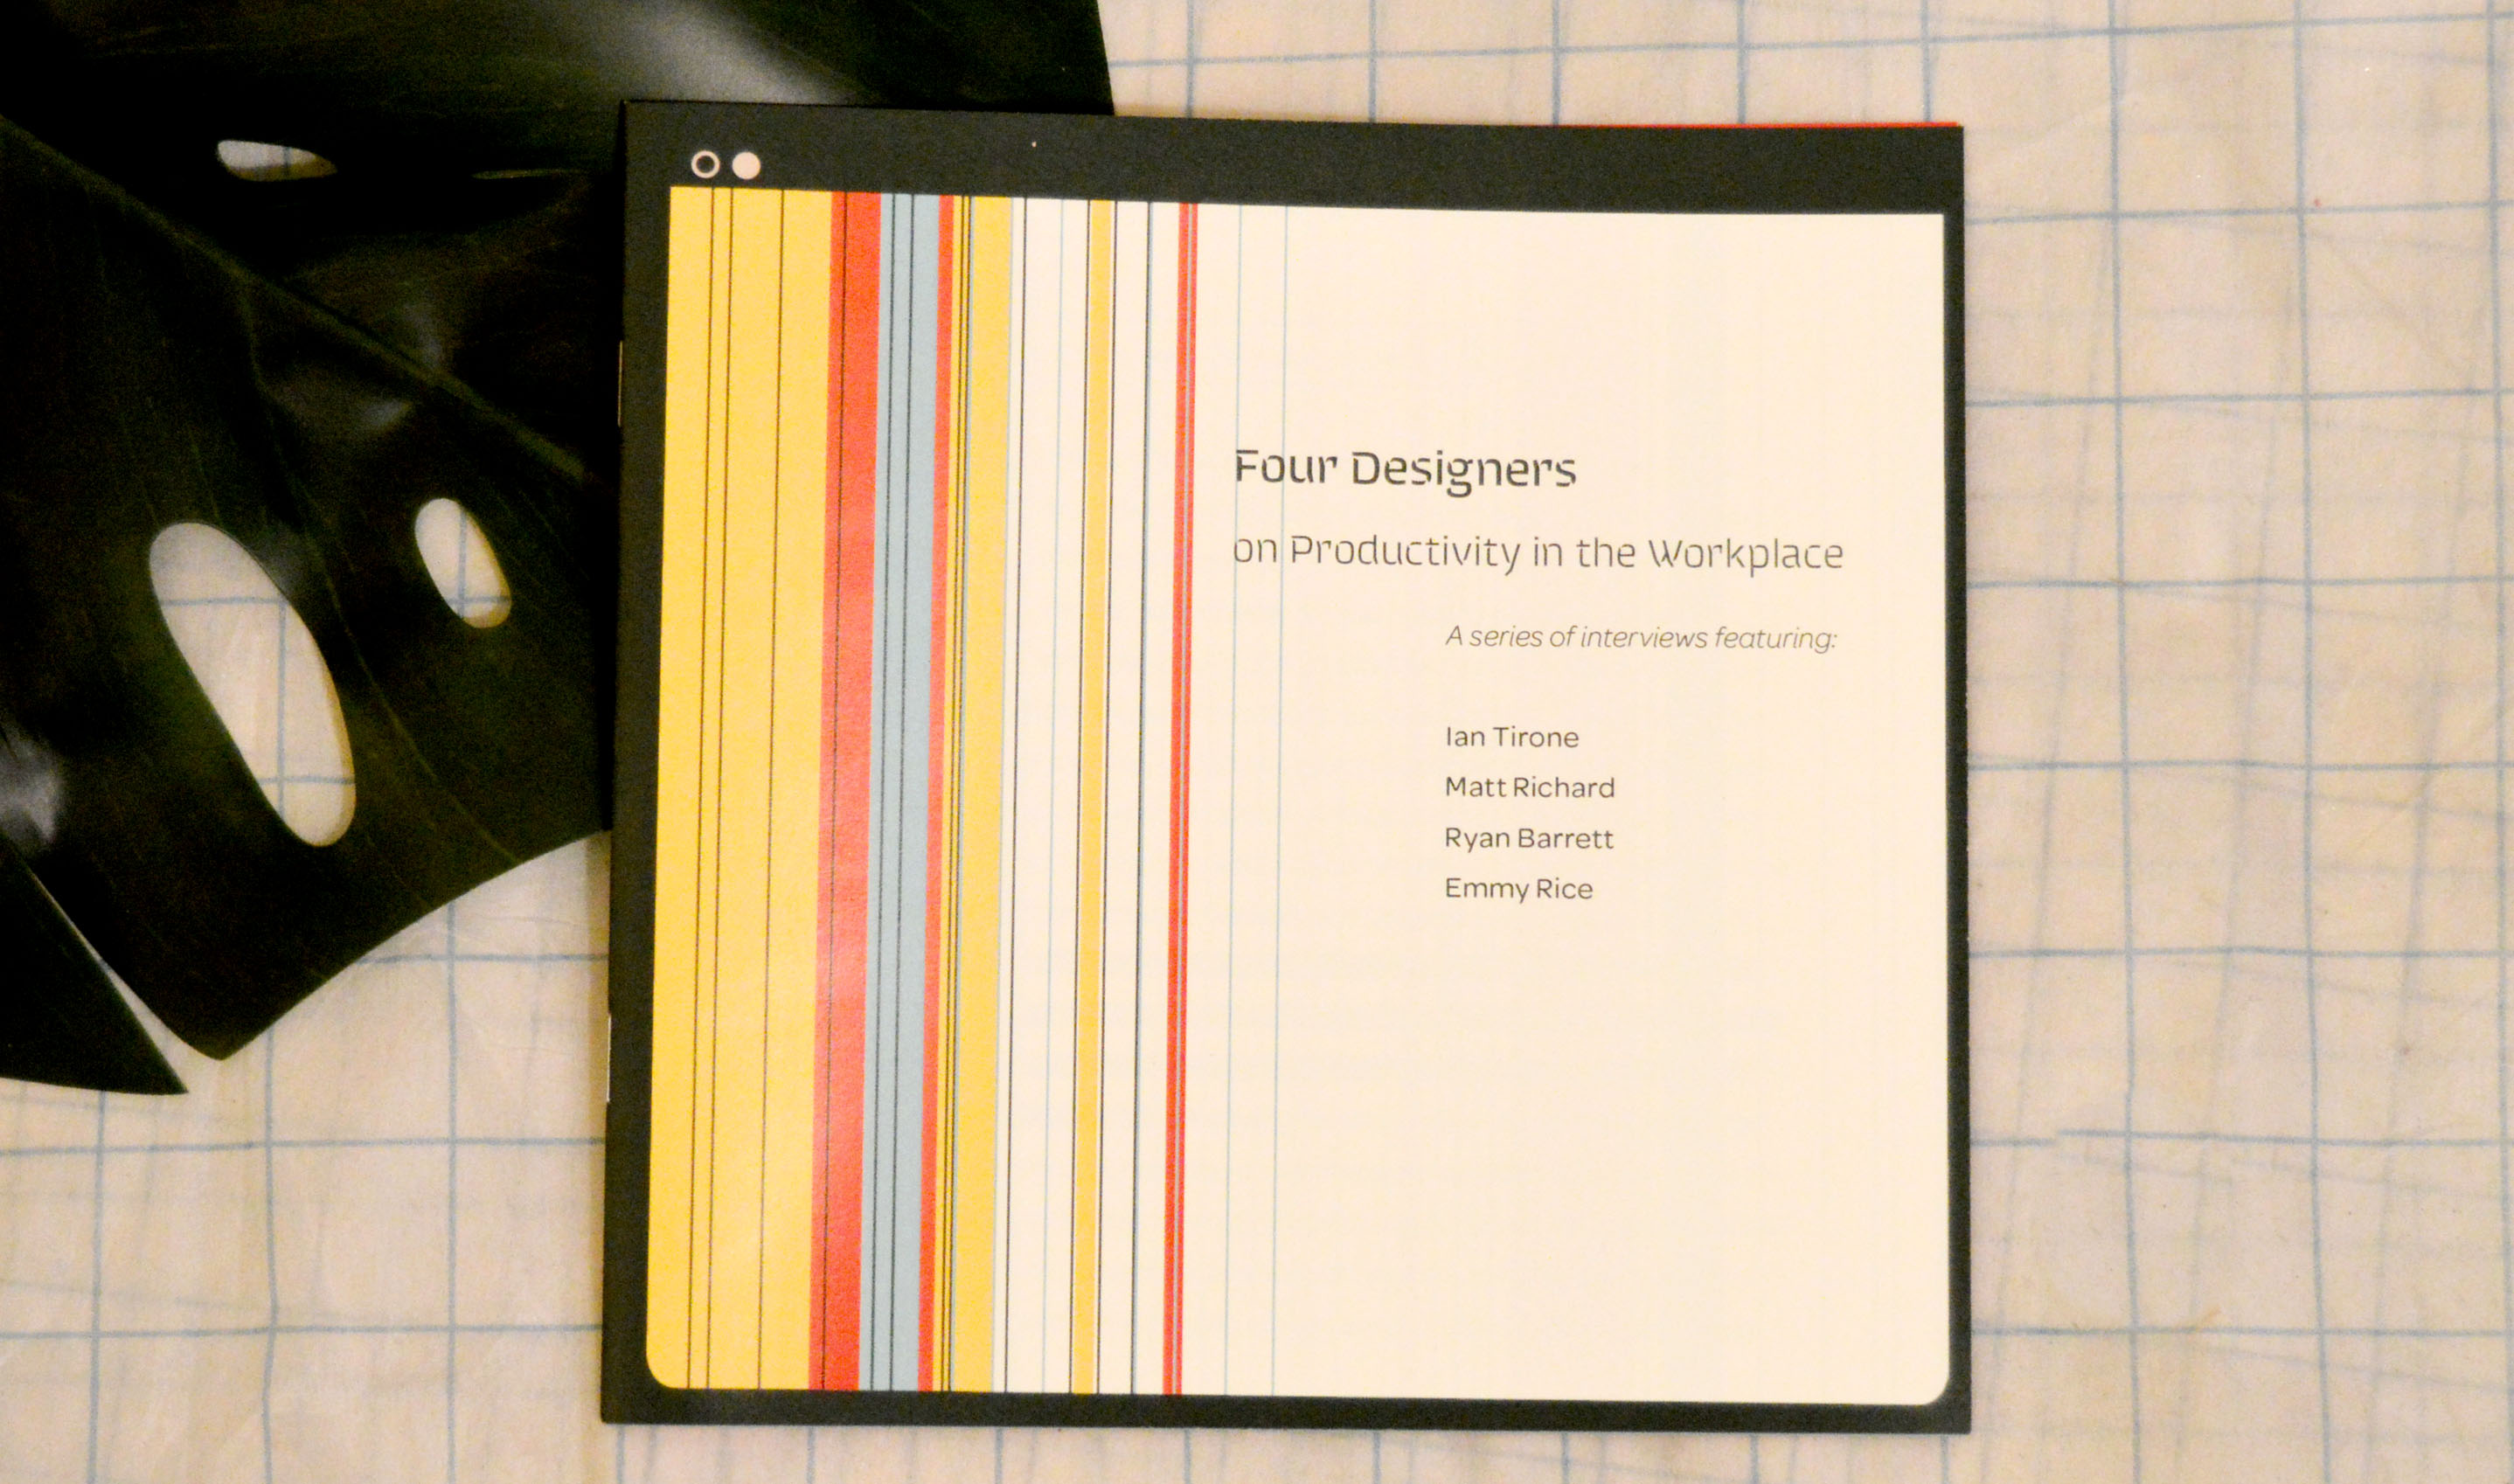 Four Designers
on Productivity in the Workplace
A series of interviews featuring:
Ian Tirone
Matt Richard
Ryan Barrett
Emmy Rice